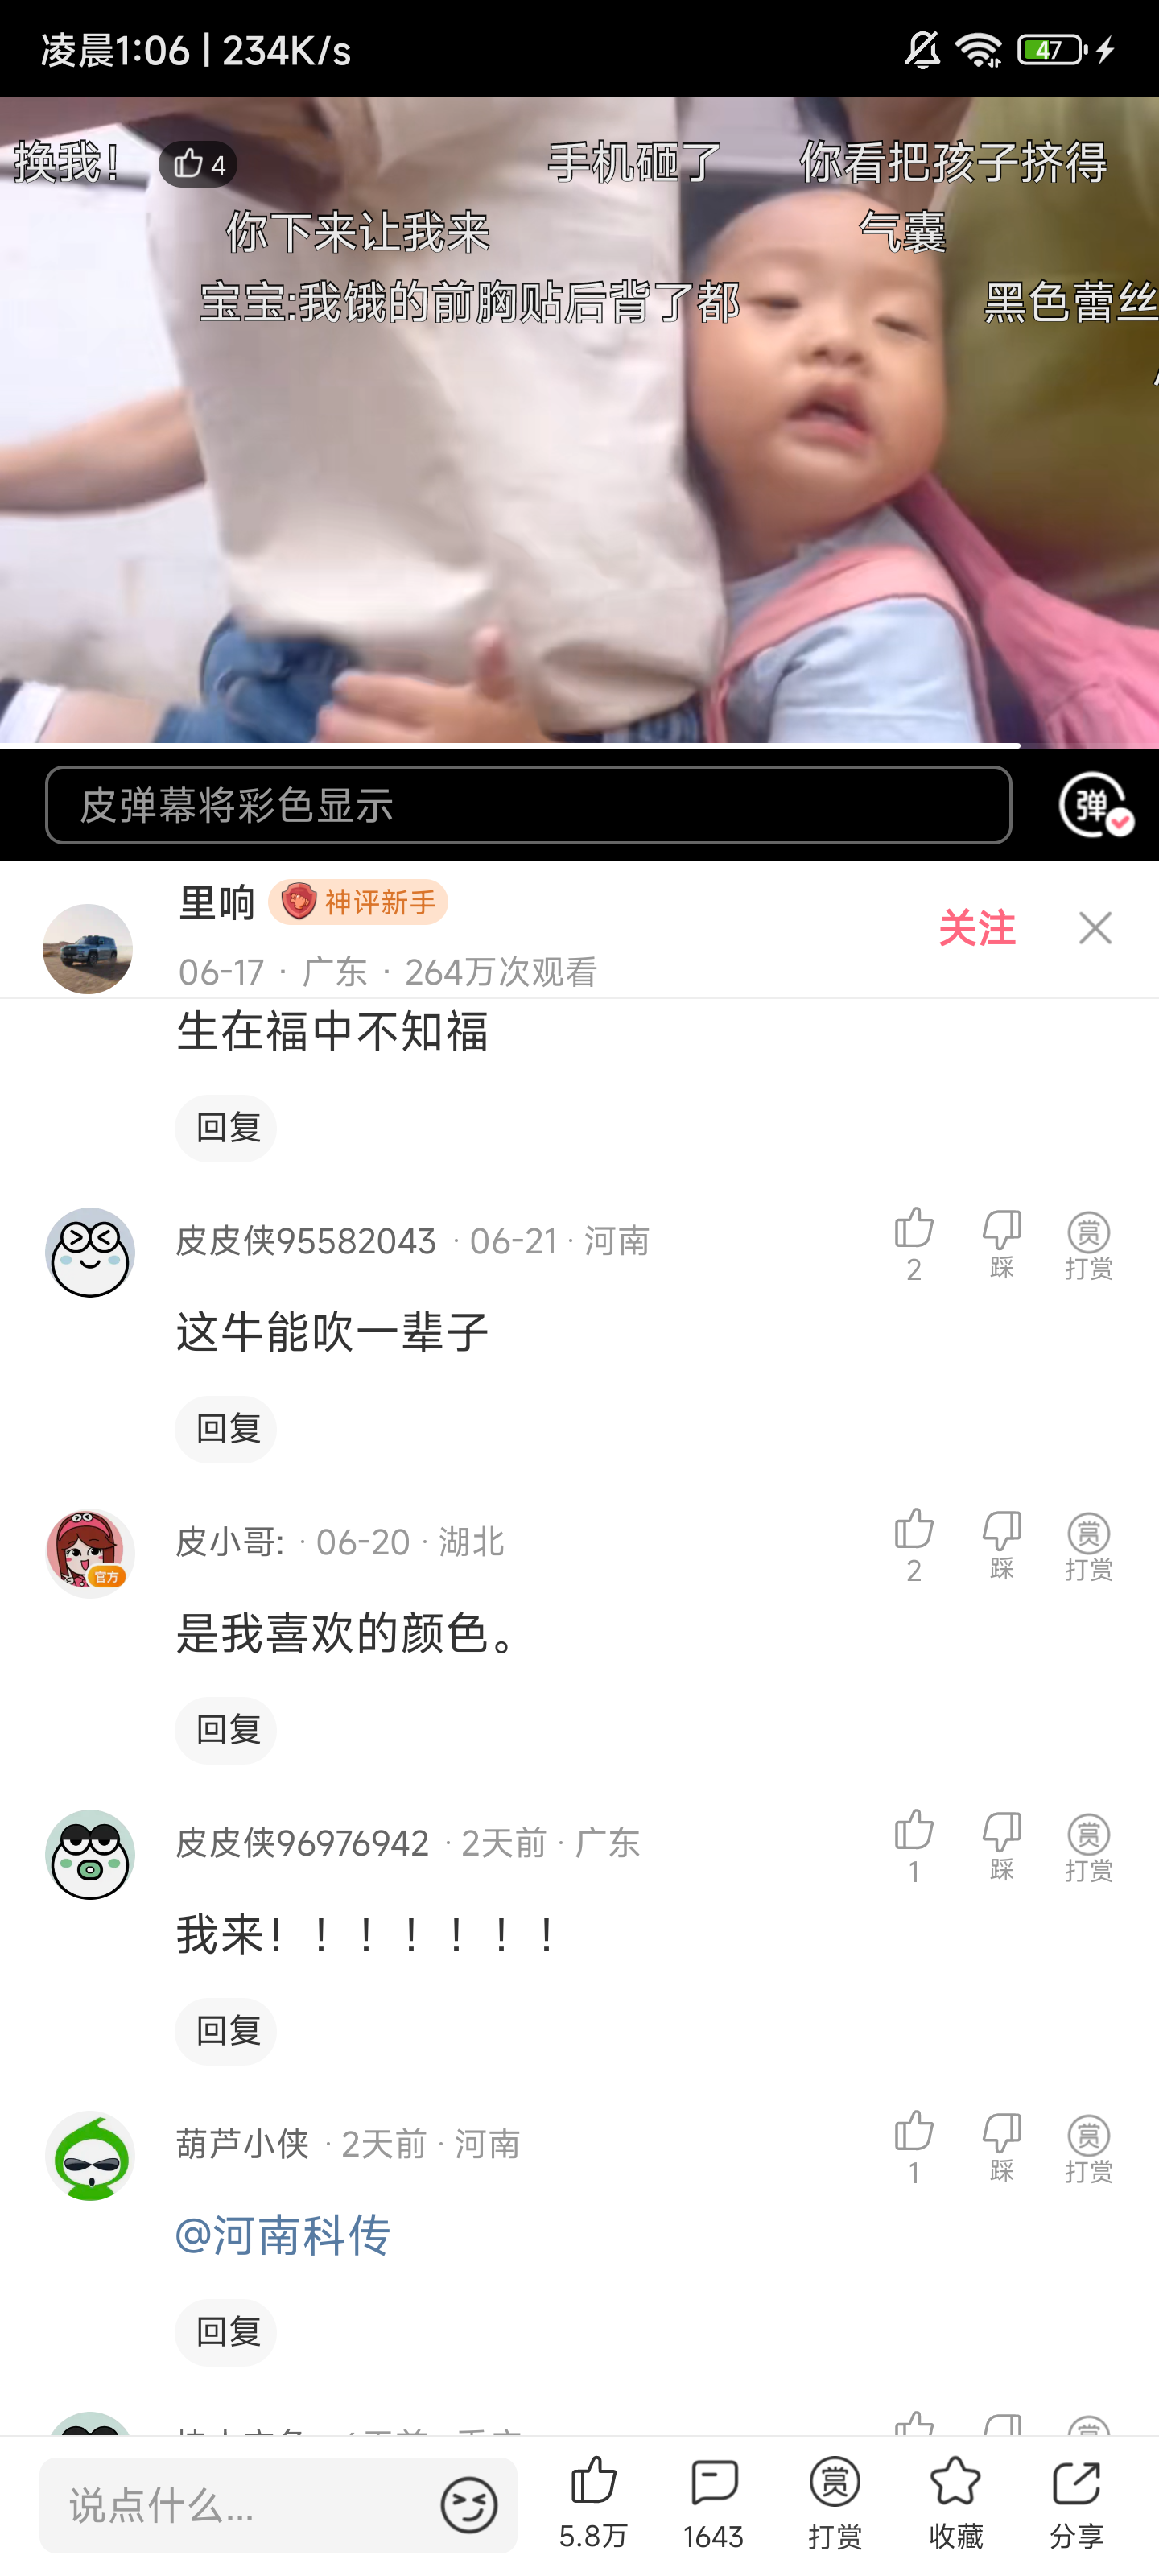 凌晨1:06 | 234K/s
47
换我！
4
手机砸了
你看把孩子挤得
你下来让我来
气囊
宝宝:我饿的前胸贴后背了都
黑色蕾丝
皮弹幕将彩色显示
弹
里响
神评新手
关注
06-17 · 广东 · 264万次观看
生在福中不知福
回复
皮皮侠95582043 · 06-21 · 河南
2
踩
赏
打赏
这牛能吹一辈子
回复
官方
皮小哥: · 06-20 · 湖北
2
踩
赏
打赏
是我喜欢的颜色。
回复
皮皮侠96976942 · 2天前 · 广东
1
踩
赏
打赏
我来！！！！！！！
回复
葫芦小侠 · 2天前 · 河南
1
踩
赏
打赏
@河南科传
回复
说点什么...
5.8万
1643
赏
打赏
收藏
分享